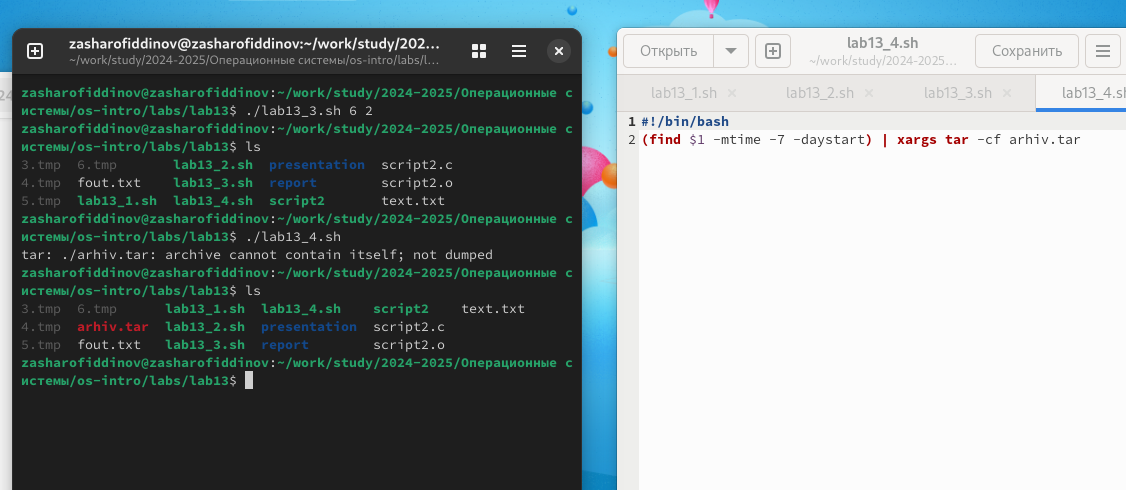 zasharofiddinov@zasharofiddinov:~/work/study/202...
~/work/study/2024-2025/Операционные системы/os-intro/labs/l...
zasharofiddinov@zasharofiddinov:~/work/study/2024-2025/Операционные с
истемы/os-intro/labs/lab13$ ./lab13_3.sh 6 2
zasharofiddinov@zasharofiddinov:~/work/study/2024-2025/Операционные с
истемы/os-intro/labs/lab13$ ls
3.tmp 6.tmp lab13_2.sh presentation script2.c
4.tmp fout.txt lab13_3.sh report script2.o
5.tmp lab13_1.sh lab13_4.sh script2 text.txt
zasharofiddinov@zasharofiddinov:~/work/study/2024-2025/Операционные с
истемы/os-intro/labs/lab13$ ./lab13_4.sh
tar: ./arhiv.tar: archive cannot contain itself; not dumped
zasharofiddinov@zasharofiddinov:~/work/study/2024-2025/Операционные с
истемы/os-intro/labs/lab13$ ls
3.tmp 6.tmp lab13_1.sh lab13_4.sh script2 text.txt
4.tmp arhiv.tar lab13_2.sh presentation script2.c
5.tmp fout.txt lab13_3.sh report script2.o
zasharofiddinov@zasharofiddinov:~/work/study/2024-2025/Операционные с
истемы/os-intro/labs/lab13$
Открыть
lab13_4.sh
~/work/study/2024-2025...
Сохранить
lab13_1.sh × lab13_2.sh × lab13_3.sh × lab13_4.sh
1 #!/bin/bash
2 (find $1 -mtime -7 -daystart) | xargs tar -cf arhiv.tar